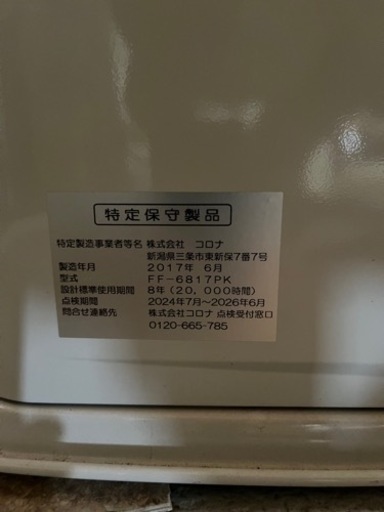 特定保守製品
特定製造事業者等名 株式会社 コロナ
新潟県三条市東新保7番7号
製造年月 2017年 6月
型式 FF-6817PK
設計標準使用期間 8年(20,000時間)
点検期間 2024年7月～2026年6月
問合せ連絡先 株式会社コロナ 点検受付窓口
0120-665-785